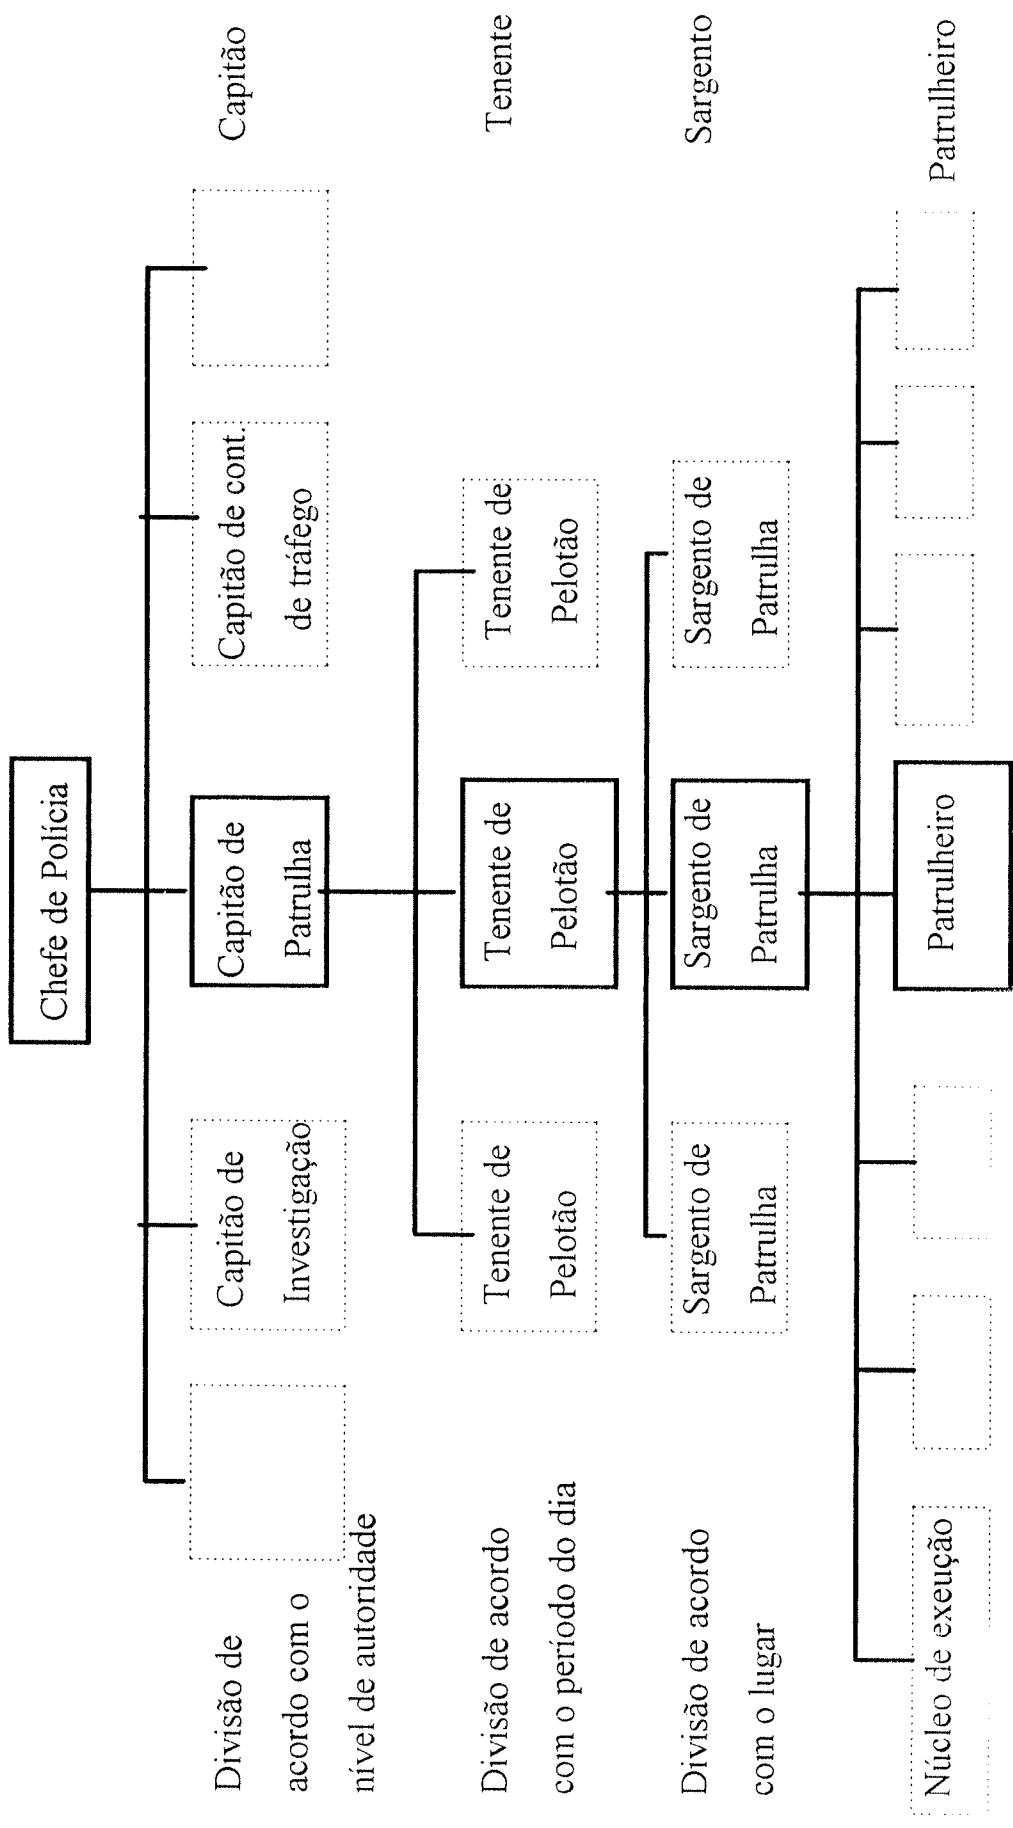 Chefe de Polícia
Divisão de
acordo com o
nível de autoridade
Capitão de
Investigação
Capitão de
Patrulha
Capitão de cont.
de tráfego
Capitão
Divisão de acordo
com o período do dia
Tenente de
Pelotão
Tenente de
Pelotão
Tenente de
Pelotão
Tenente
Divisão de acordo
com o lugar
Sargento de
Patrulha
Sargento de
Patrulha
Sargento de
Patrulha
Sargento
Núcleo de exeução
Patrulheiro
Patrulheiro